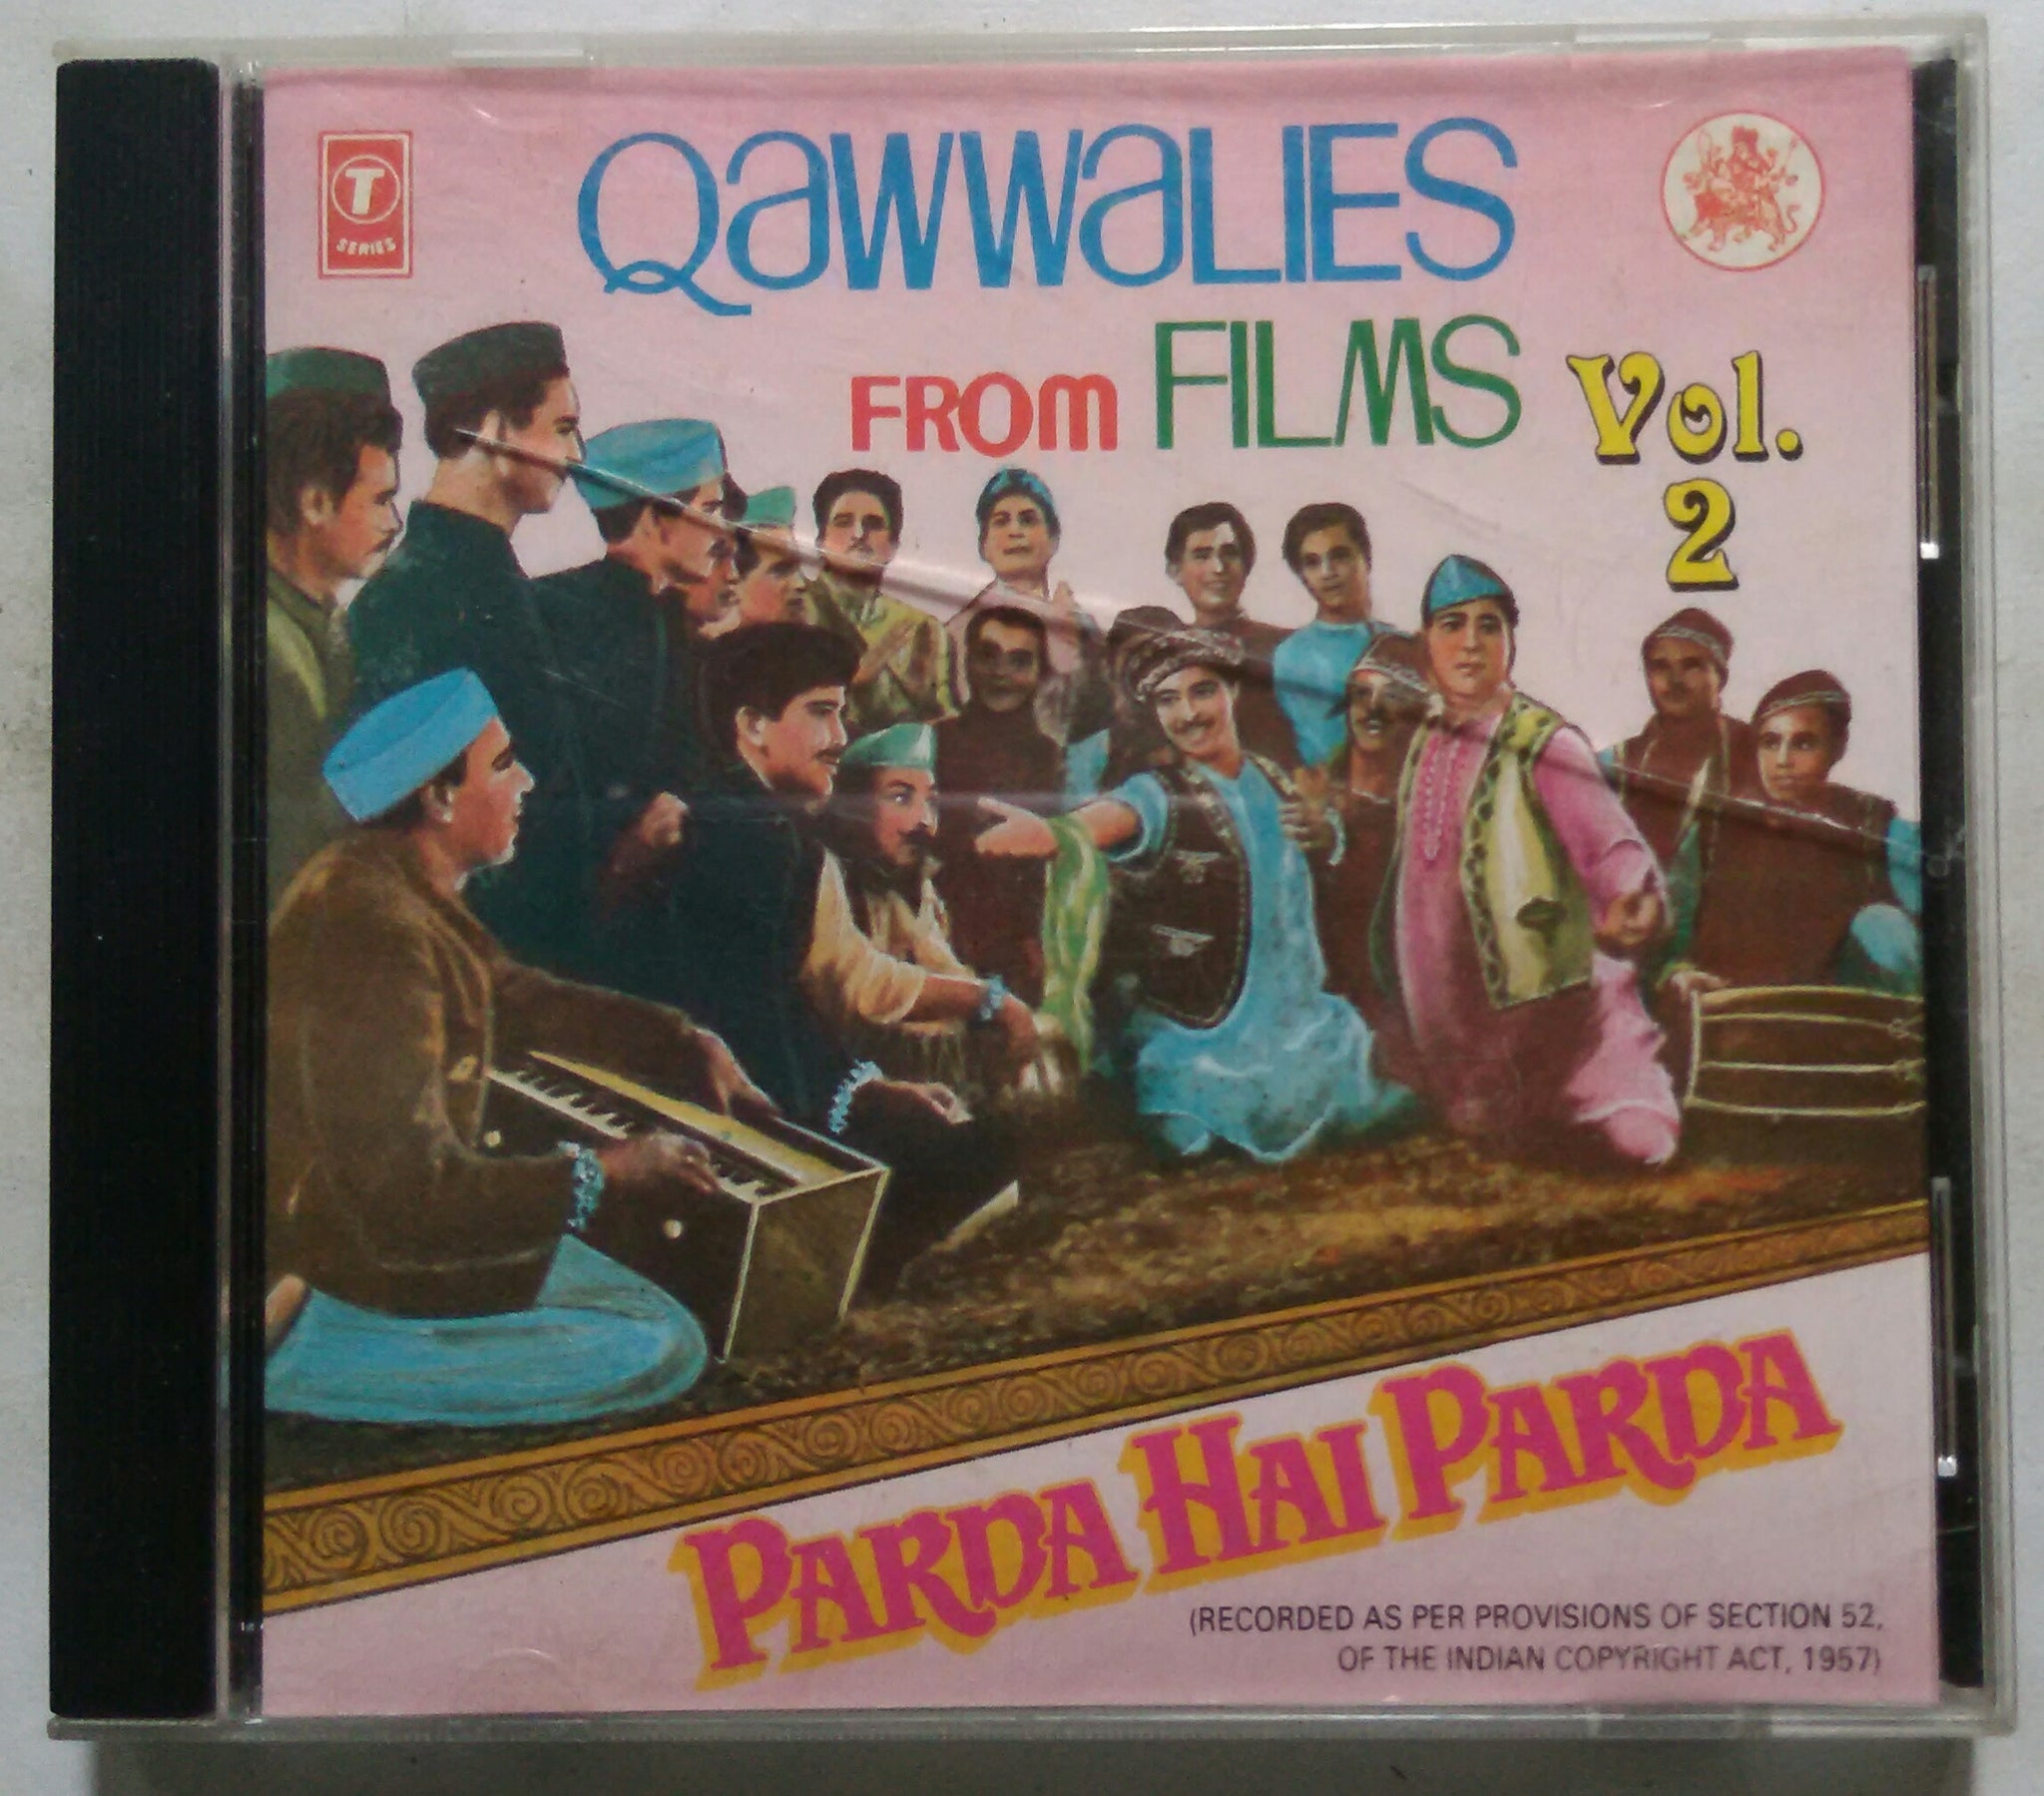 T
SERIES
QawwaLIES
FROM FILMS Vol.
2
PARDA HAI PARDA
(RECORDED AS PER PROVISIONS OF SECTION 52,
OF THE INDIAN COPYRIGHT ACT, 1957)